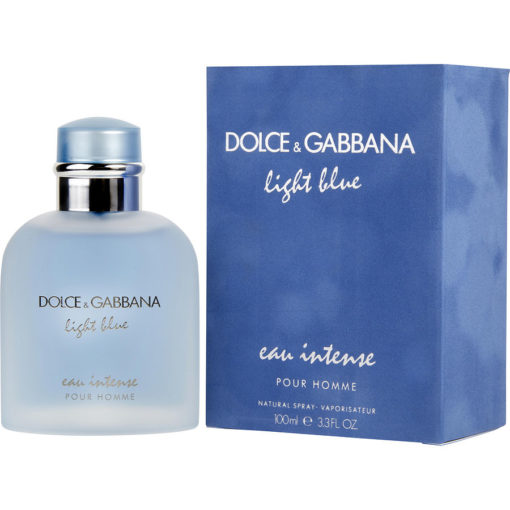 DOLCE & GABBANA
light blue
eau intense
POUR HOMME
DOLCE & GABBANA
light blue
eau intense
POUR HOMME
NATURAL SPRAY - VAPORISATEUR
100ml e 3.3FL OZ.